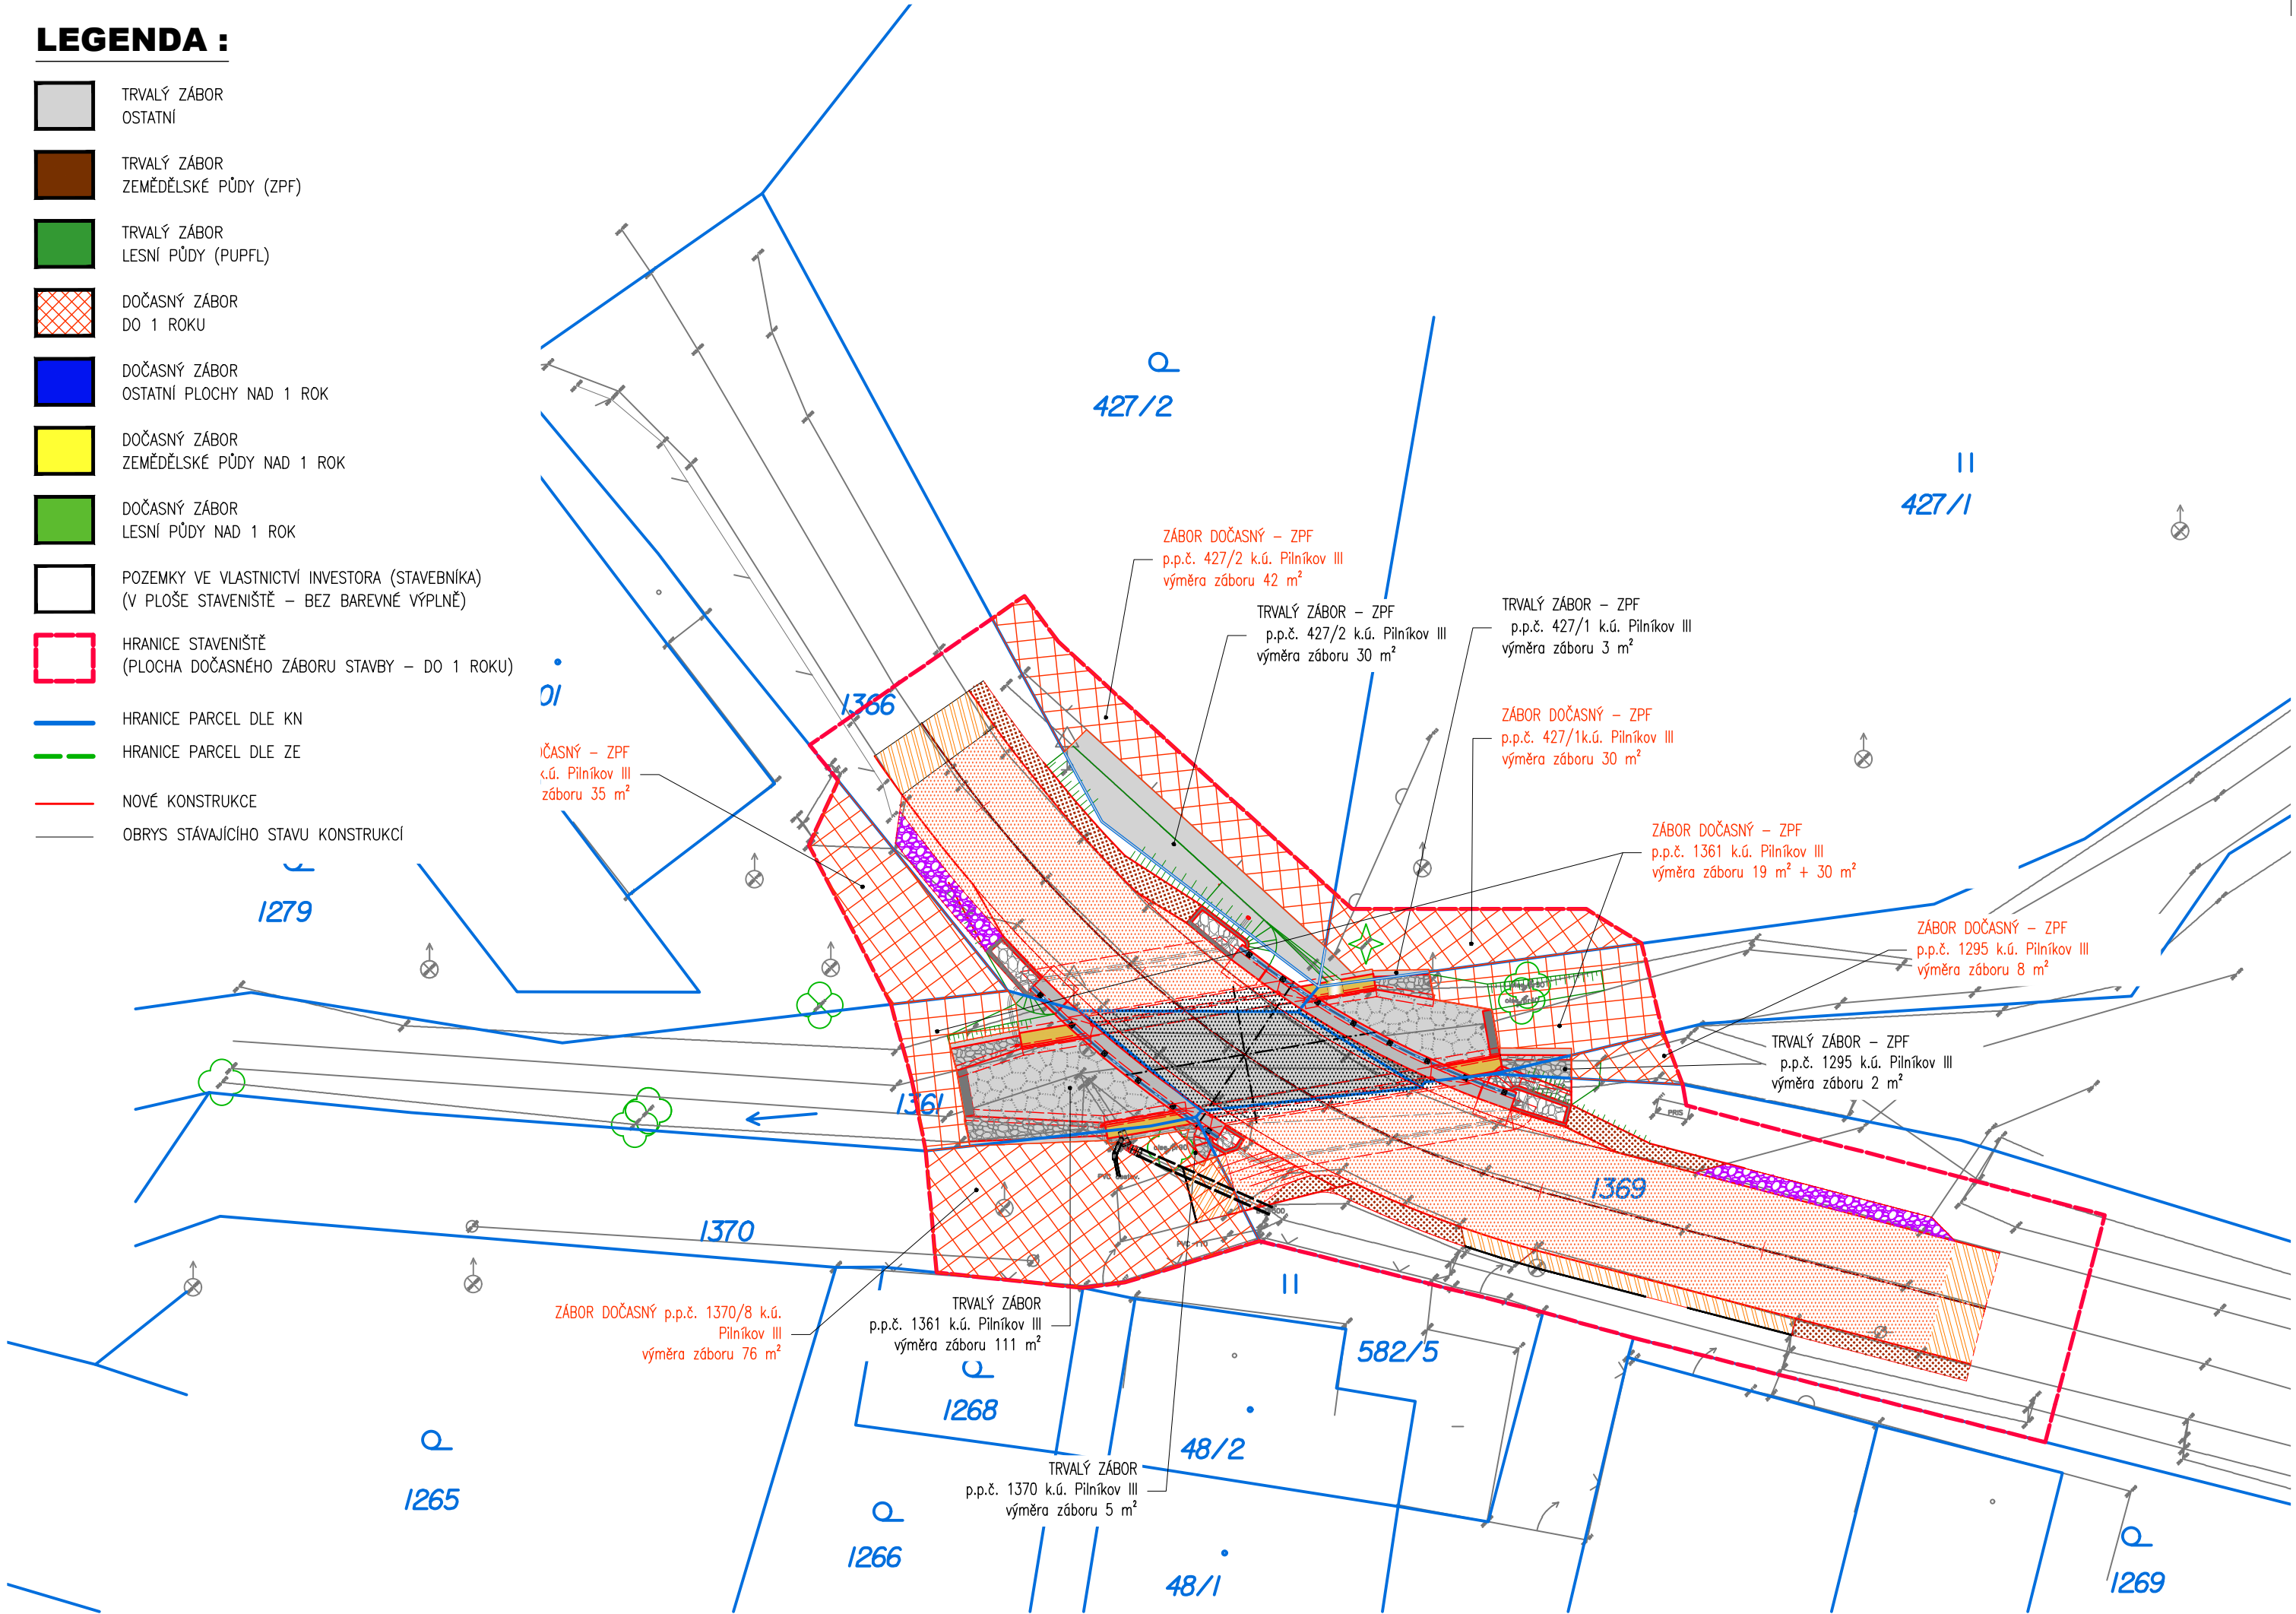 LEGENDA :
TRVALÝ ZÁBOR
OSTATNÍ
TRVALÝ ZÁBOR
ZEMĚDĚLSKÉ PŮDY (ZPF)
TRVALÝ ZÁBOR
LESNÍ PŮDY (PUPFL)
DOČASNÝ ZÁBOR
DO 1 ROKU
DOČASNÝ ZÁBOR
OSTATNÍ PLOCHY NAD 1 ROK
DOČASNÝ ZÁBOR
ZEMĚDĚLSKÉ PŮDY NAD 1 ROK
DOČASNÝ ZÁBOR
LESNÍ PŮDY NAD 1 ROK
POZEMKY VE VLASTNICTVÍ INVESTORA (STAVEBNÍKA)
(V PLOŠE STAVENIŠTĚ – BEZ BAREVNÉ VÝPLNĚ)
HRANICE STAVENIŠTĚ
(PLOCHA DOČASNÉHO ZÁBORU STAVBY – DO 1 ROKU)
HRANICE PARCEL DLE KN
HRANICE PARCEL DLE ZE
NOVÉ KONSTRUKCE
OBRYS STÁVAJÍCÍHO STAVU KONSTRUKCÍ
427/2
427/1
ZÁBOR DOČASNÝ – ZPF
p.p.č. 427/2 k.ú. Pilníkov III
výměra záboru 42 m²
TRVALÝ ZÁBOR – ZPF
p.p.č. 427/2 k.ú. Pilníkov III
výměra záboru 30 m²
TRVALÝ ZÁBOR – ZPF
p.p.č. 427/1 k.ú. Pilníkov III
výměra záboru 3 m²
01
1366
ZÁBOR DOČASNÝ – ZPF
p.p.č. 427/1k.ú. Pilníkov III
výměra záboru 30 m²
OČASNÝ – ZPF
k.ú. Pilníkov III
záboru 35 m²
ZÁBOR DOČASNÝ – ZPF
p.p.č. 1361 k.ú. Pilníkov III
výměra záboru 19 m² + 30 m²
1279
ZÁBOR DOČASNÝ – ZPF
p.p.č. 1295 k.ú. Pilníkov III
výměra záboru 8 m²
TRVALÝ ZÁBOR – ZPF
p.p.č. 1295 k.ú. Pilníkov III
výměra záboru 2 m²
1361
PRIS
1369
1370
ZÁBOR DOČASNÝ p.p.č. 1370/8 k.ú.
Pilníkov III
výměra záboru 76 m²
TRVALÝ ZÁBOR
p.p.č. 1361 k.ú. Pilníkov III
výměra záboru 111 m²
582/5
1268
48/2
TRVALÝ ZÁBOR
p.p.č. 1370 k.ú. Pilníkov III
výměra záboru 5 m²
1265
1266
48/1
1269